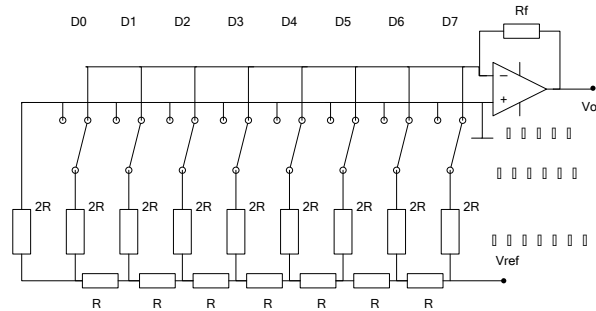 D0 D1 D2 D3 D4 D5 D6 D7 Rf
−
+
Vo
2R 2R 2R 2R 2R 2R 2R 2R 2R
Vref
R R R R R R R